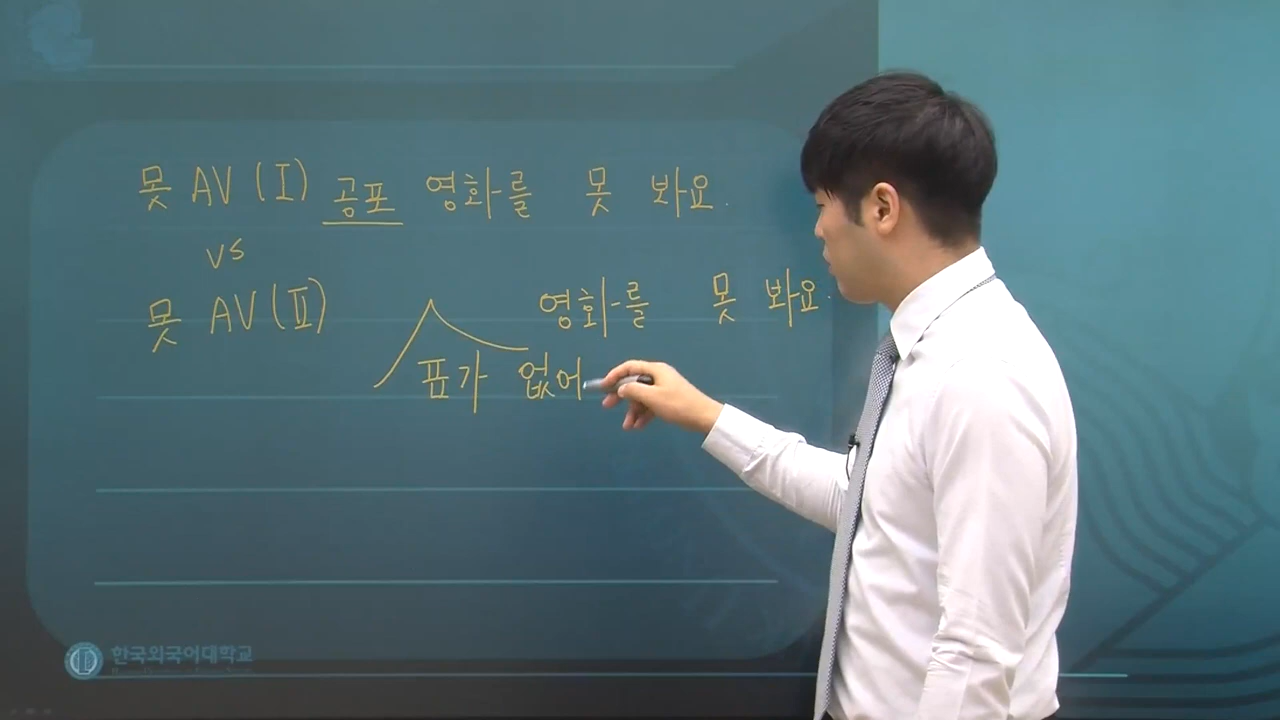 못 AV (Ⅰ) 공포 영화를 못 봐요.
vs
못 AV (Ⅱ) 영화를 못 봐요.
표가 없어
한국외국어대학교